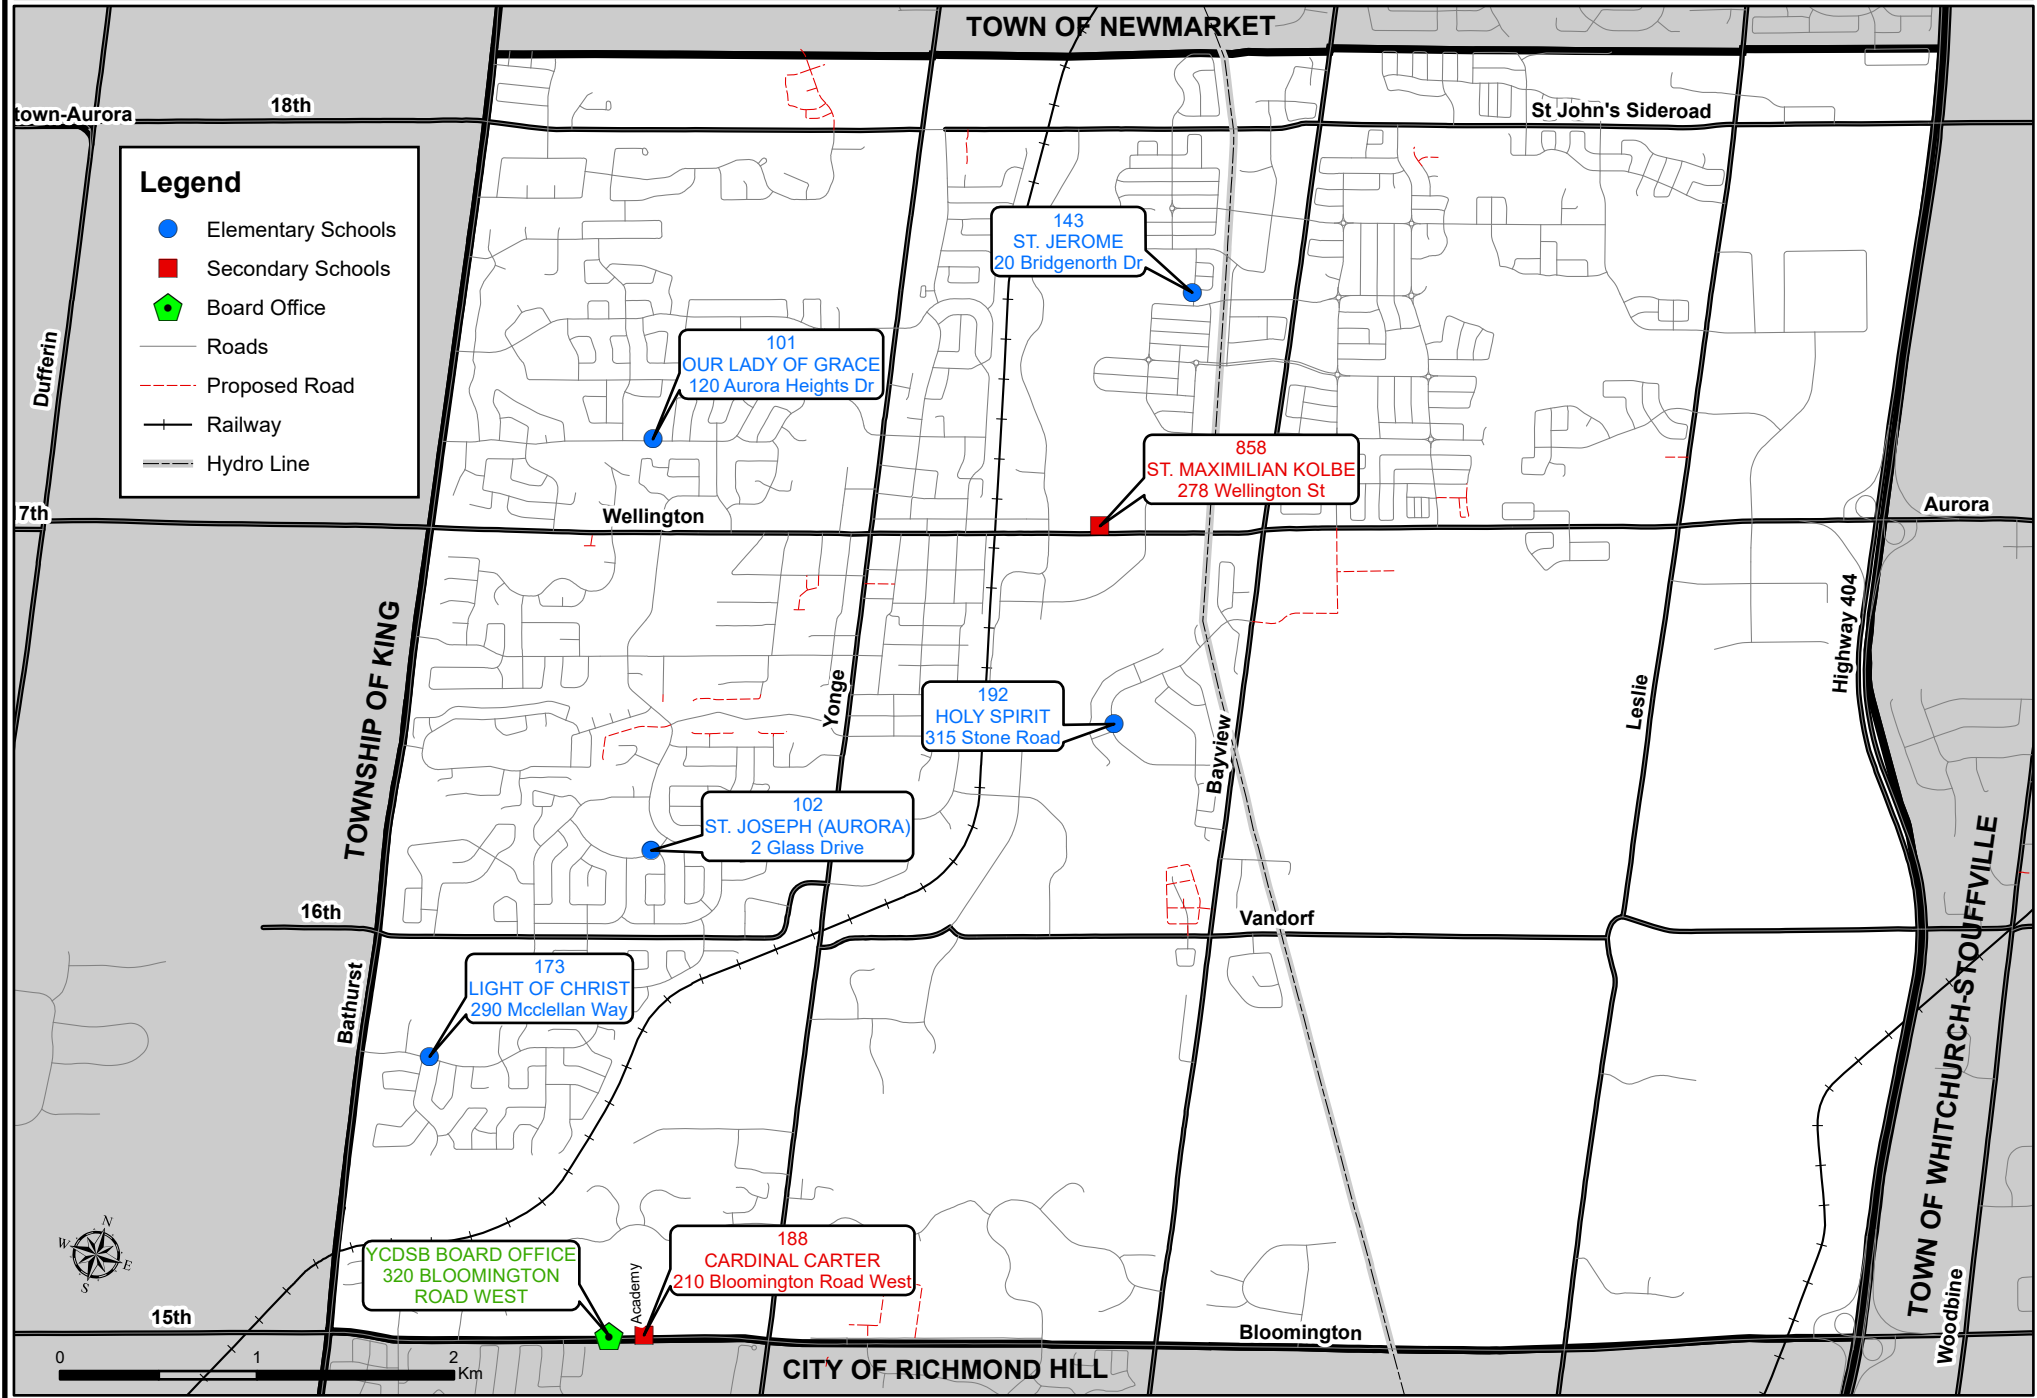 TOWN OF NEWMARKET
18th
town-Aurora
St John's Sideroad
Legend
Elementary Schools
Secondary Schools
Board Office
Roads
Proposed Road
Railway
Hydro Line
Dufferin
143
ST. JEROME
20 Bridgenorth Dr
101
OUR LADY OF GRACE
120 Aurora Heights Dr
858
ST. MAXIMILIAN KOLBE
278 Wellington St
7th
Wellington
Aurora
TOWNSHIP OF KING
Highway 404
Yonge
192
HOLY SPIRIT
315 Stone Road
Bayview
Leslie
102
ST. JOSEPH (AURORA)
2 Glass Drive
16th
Vandorf
TOWN OF WHITCHURCH-STOUFFVILLE
Bathurst
173
LIGHT OF CHRIST
290 Mcclellan Way
N
W
E
S
YCDSB BOARD OFFICE
320 BLOOMINGTON
ROAD WEST
Academy
188
CARDINAL CARTER
210 Bloomington Road West
15th
Bloomington
Woodbine
0 1 2
Km
CITY OF RICHMOND HILL